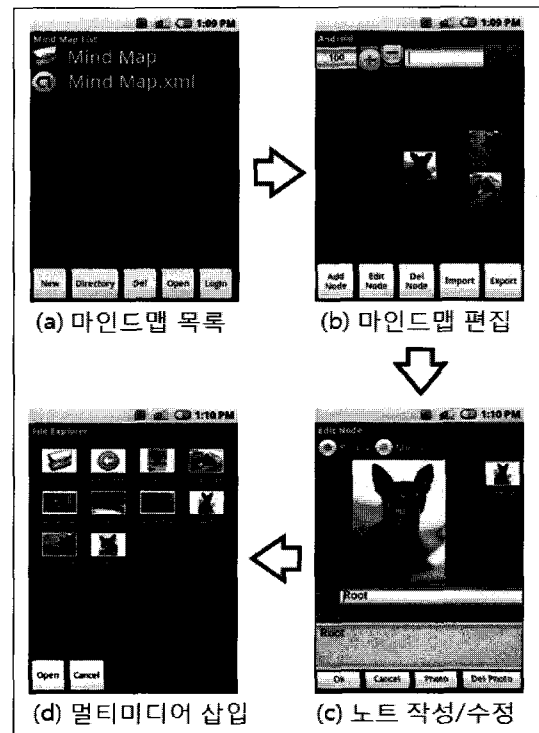 1:09 PM
Mind Map List
Mind Map
Mind Map.xml
New Directory Del Open Login
(a) 마인드맵 목록
1:09 PM
Android
100
Add Node Edit Node Del Node Import Export
(b) 마인드맵 편집
1:10 PM
File Explorer
Open Cancel
(d) 멀티미디어 삽입
1:10 PM
Edit Node
Root
Root
Ok Cancel Photo Del Photo
(c) 노트 작성/수정